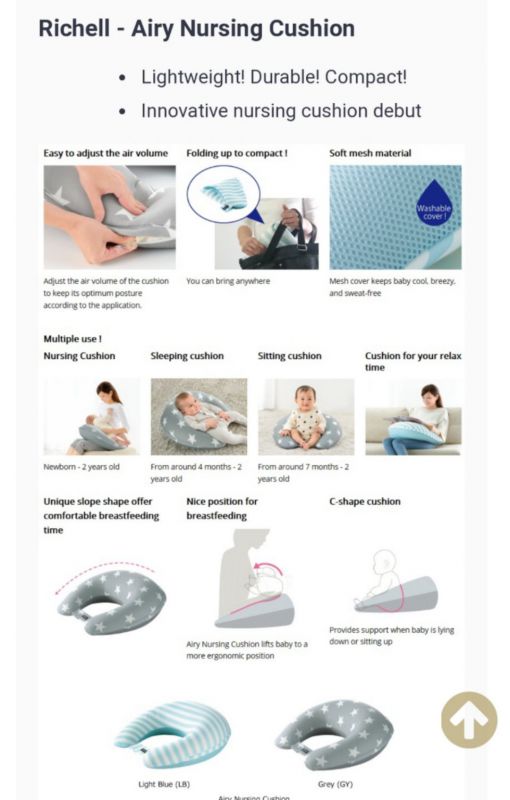 Richell - Airy Nursing Cushion
• Lightweight! Durable! Compact!
• Innovative nursing cushion debut
Easy to adjust the air volume
Folding up to compact !
Soft mesh material
Washable
cover !
Adjust the air volume of the cushion
to keep its optimum posture
according to the application.
You can bring anywhere
Mesh cover keeps baby cool, breezy,
and sweat-free
Multiple use !
Nursing Cushion
Sleeping cushion
Sitting cushion
Cushion for your relax
time
Newborn - 2 years old
From around 4 months - 2
years old
From around 7 months - 2
years old
Unique slope shape offer
comfortable breastfeeding
time
Nice position for
breastfeeding
C-shape cushion
Airy Nursing Cushion lifts baby to a
more ergonomic position
Provides support when baby is lying
down or sitting up
Light Blue (LB)
Grey (GY)
Airy Nursing Cushion